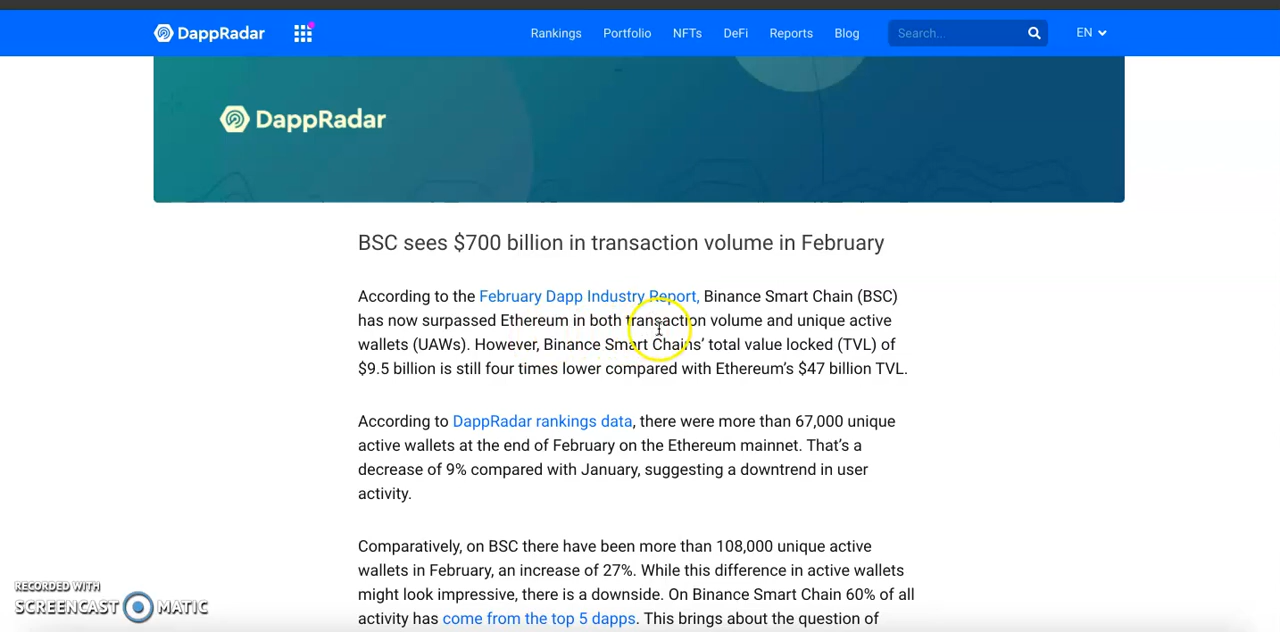 DappRadar Rankings Portfolio NFTs DeFi Reports Blog Search... EN
DappRadar
BSC sees $700 billion in transaction volume in February
According to the February Dapp Industry Report, Binance Smart Chain (BSC)
has now surpassed Ethereum in both transaction volume and unique active
wallets (UAWs). However, Binance Smart Chains’ total value locked (TVL) of
$9.5 billion is still four times lower compared with Ethereum’s $47 billion TVL.
According to DappRadar rankings data, there were more than 67,000 unique
active wallets at the end of February on the Ethereum mainnet. That’s a
decrease of 9% compared with January, suggesting a downtrend in user
activity.
Comparatively, on BSC there have been more than 108,000 unique active
wallets in February, an increase of 27%. While this difference in active wallets
might look impressive, there is a downside. On Binance Smart Chain 60% of all
activity has come from the top 5 dapps. This brings about the question of
RECORDED WITH
SCREENCAST MATIC